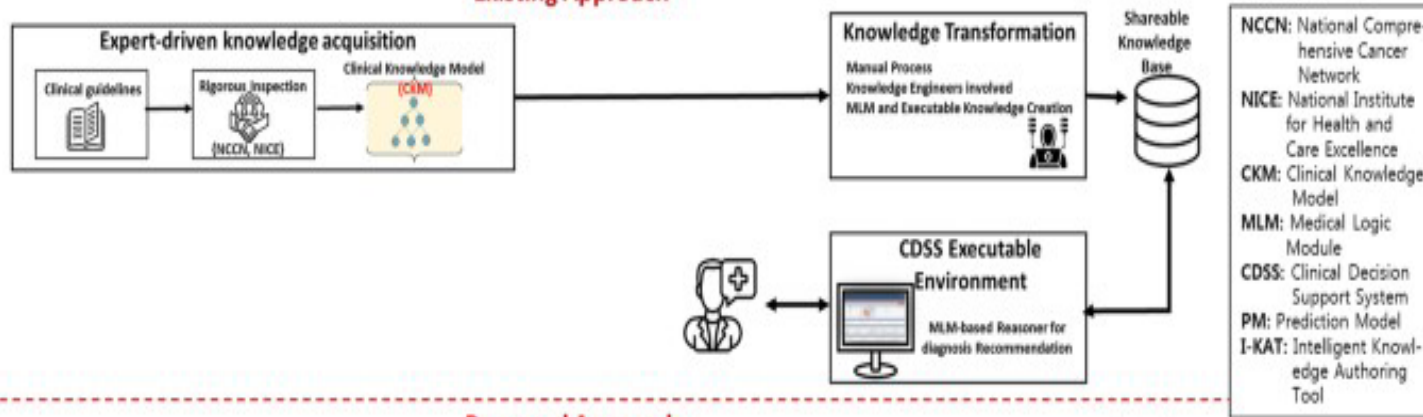 Existing Approach
Expert-driven knowledge acquisition
Clinical guidelines
Rigorous Inspection
(NCCN, NICE)
Clinical Knowledge Model
(CKM)
Knowledge Transformation
Manual Process
Knowledge Engineers involved
MLM and Executable Knowledge Creation
Shareable
Knowledge
Base
CDSS Executable
Environment
MLM-based Reasoner for
diagnosis Recommendation
NCCN: National Compre-
hensive Cancer
Network
NICE: National Institute
for Health and
Care Excellence
CKM: Clinical Knowledge
Model
MLM: Medical Logic
Module
CDSS: Clinical Decision
Support System
PM: Prediction Model
I-KAT: Intelligent Knowl-
edge Authoring
Tool